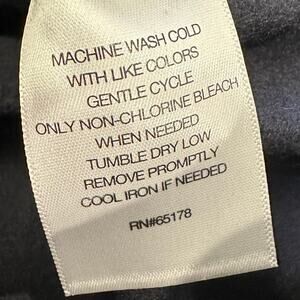 MACHINE WASH COLD
WITH LIKE COLORS
GENTLE CYCLE
ONLY NON-CHLORINE BLEACH
WHEN NEEDED
TUMBLE DRY LOW
REMOVE PROMPTLY
COOL IRON IF NEEDED
RN#65178